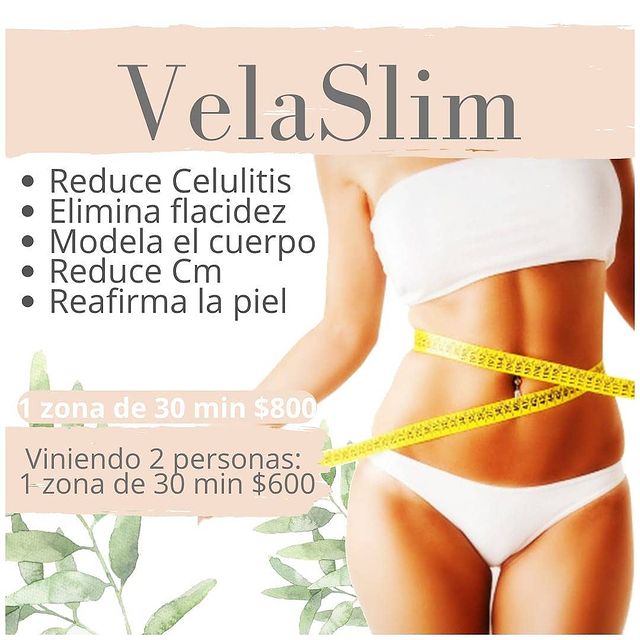 VelaSlim
• Reduce Celulitis
• Elimina flacidez
• Modela el cuerpo
• Reduce Cm
• Reafirma la piel
1 zona de 30 min $800
Viniendo 2 personas:
1 zona de 30 min $600